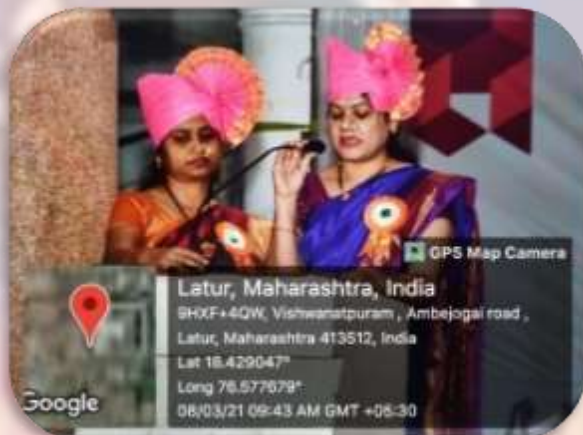 GPS Map Camera
Latur, Maharashtra, India
9HXF+4QW, Vishwanatpuram , Ambejogai road ,
Latur, Maharashtra 413512, India
Lat 18.429047°
Long 76.577679°
08/03/21 09:43 AM GMT +05:30
Google